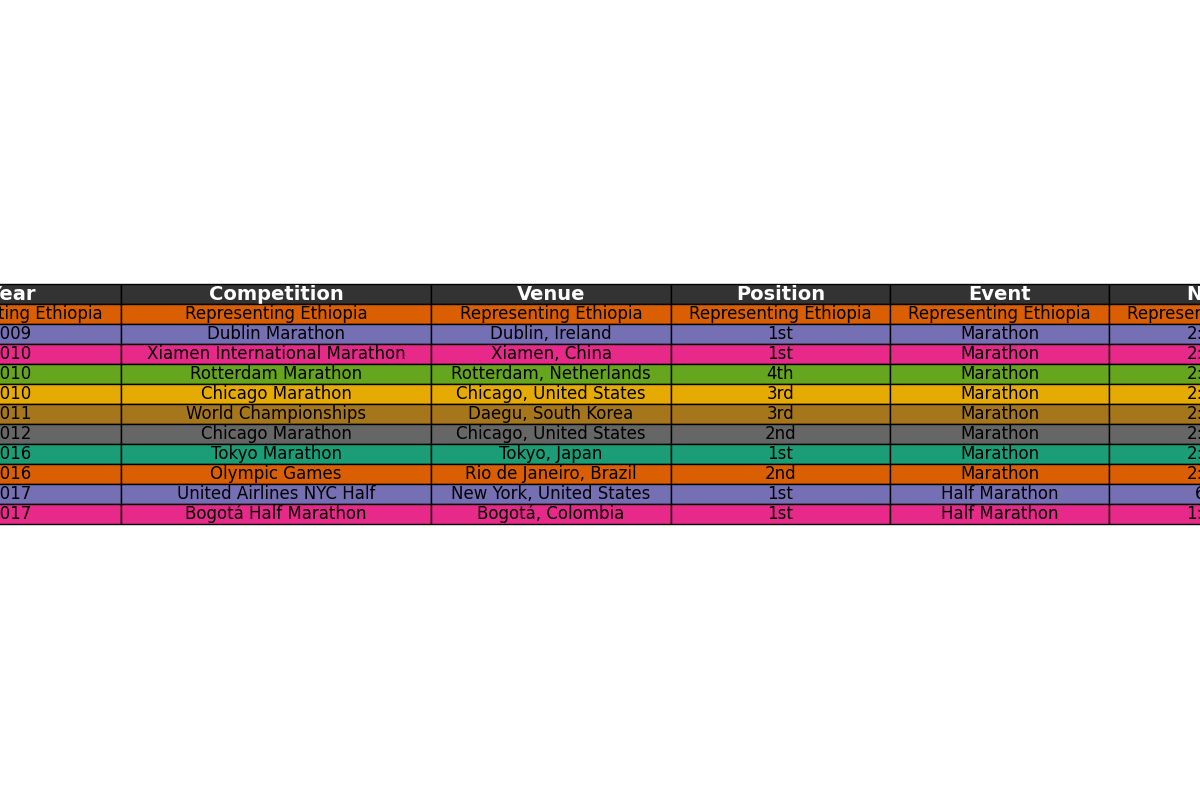 Year Competition Venue Position Event
Ethiopia Representing Ethiopia Representing Ethiopia Representing Ethiopia Representing Ethiopia
009 Dublin Marathon Dublin, Ireland 1st Marathon 2:
010 Xiamen International Marathon Xiamen, China 1st Marathon 2:
010 Rotterdam Marathon Rotterdam, Netherlands 4th Marathon 2:
010 Chicago Marathon Chicago, United States 3rd Marathon 2:
011 World Championships Daegu, South Korea 3rd Marathon 2:
012 Chicago Marathon Chicago, United States 2nd Marathon 2:
016 Tokyo Marathon Tokyo, Japan 1st Marathon 2:
016 Olympic Games Rio de Janeiro, Brazil 2nd Marathon 2:
017 United Airlines NYC Half New York, United States 1st Half Marathon 6
017 Bogotá Half Marathon Bogotá, Colombia 1st Half Marathon 1: